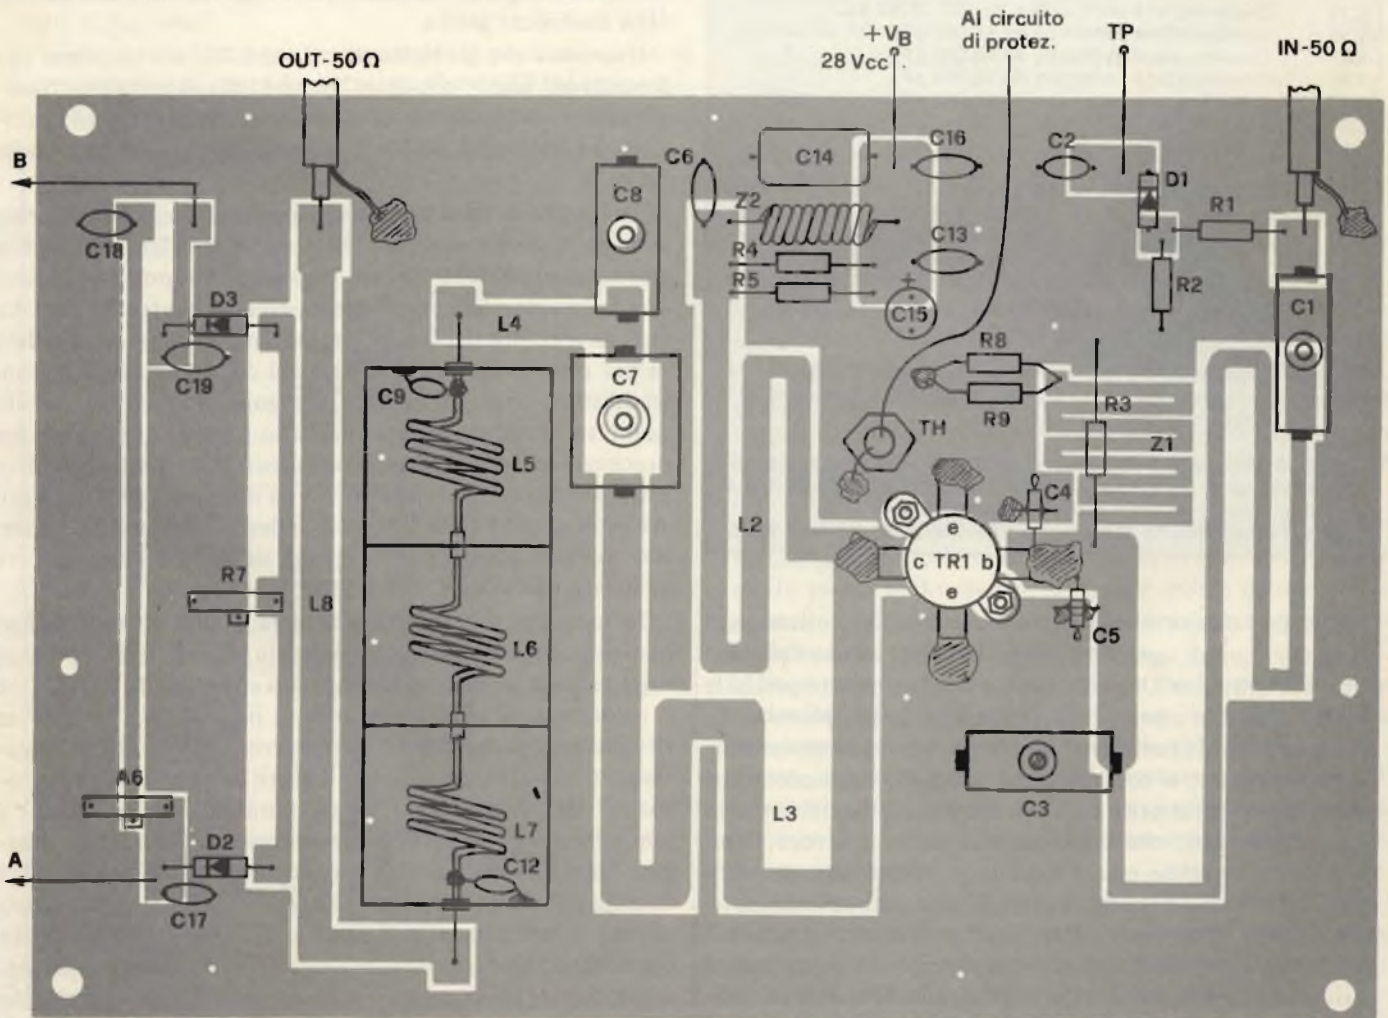 Al circuito
di protez.
+VB
28 Vcc.
TP
IN-50 Ω
OUT-50 Ω
B
C18
D3
C19
R7
L8
A6
D2
A
C17
C8
C6
C14
Z2
R4
R5
C16
C13
+
C15
C2
D1
R1
R2
C1
L4
C7
C9
L5
L6
L7
C12
R8
R9
TH
R3
Z1
C4
L2
e
c TR1 b
e
C5
L3
C3